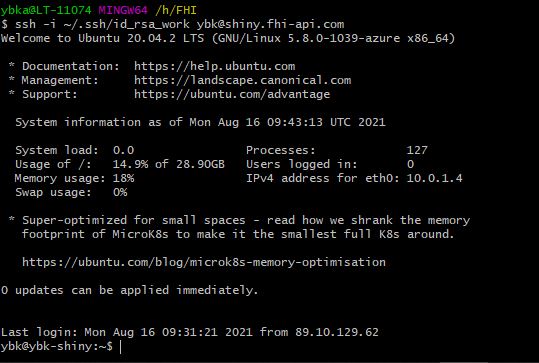 ybka@LT-11074 MINGW64 /h/FHI
$ ssh -i ~/.ssh/id_rsa_work ybk@shiny.fhi-api.com
Welcome to Ubuntu 20.04.2 LTS (GNU/Linux 5.8.0-1039-azure x86_64)
* Documentation: https://help.ubuntu.com
* Management: https://landscape.canonical.com
* Support: https://ubuntu.com/advantage
System information as of Mon Aug 16 09:43:13 UTC 2021
System load: 0.0 Processes: 127
Usage of /: 14.9% of 28.90GB Users logged in: 0
Memory usage: 18% IPv4 address for eth0: 10.0.1.4
Swap usage: 0%
* Super-optimized for small spaces - read how we shrank the memory
footprint of MicroK8s to make it the smallest full K8s around.
https://ubuntu.com/blog/microk8s-memory-optimisation
0 updates can be applied immediately.
Last login: Mon Aug 16 09:31:21 2021 from 89.10.129.62
ybk@ybk-shiny:~$